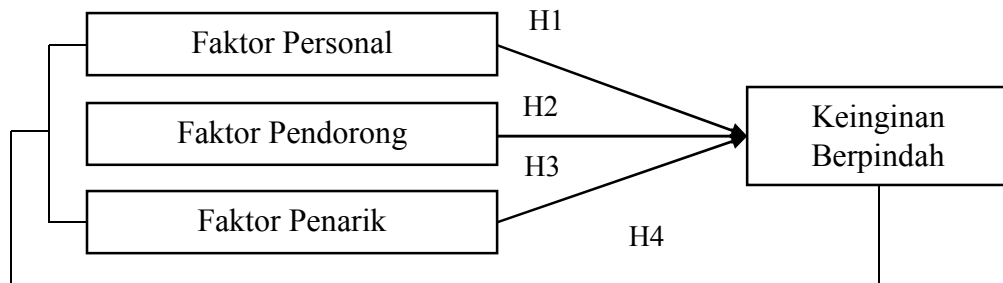 H1
Faktor Personal
H2
Faktor Pendorong
Keinginan
Berpindah
H3
Faktor Penarik
H4